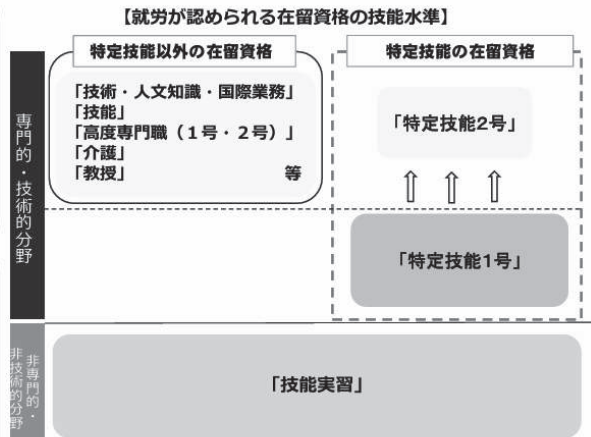 【就労が認められる在留資格の技能水準】
特定技能以外の在留資格
「技術・人文知識・国際業務」
「技能」
「高度専門職（１号・２号）」
「介護」
「教授」 等
特定技能の在留資格
「特定技能2号」
「特定技能1号」
専門的・技術的分野
「技能実習」
非専門的・
非技術的分野